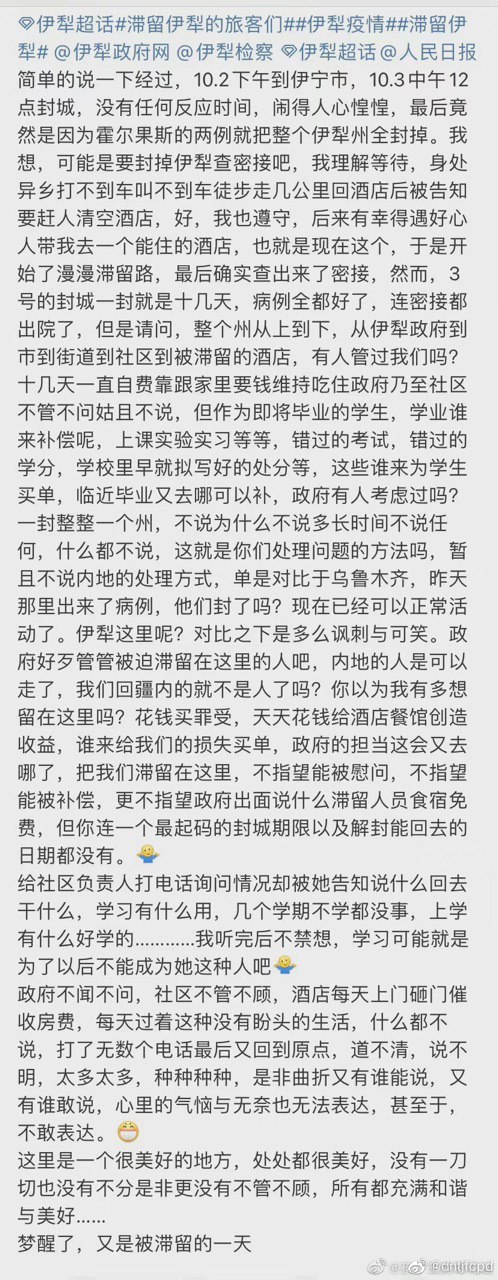 伊犁超话#滞留伊犁的旅客们##伊犁疫情##滞留伊
犁# @伊犁政府网 @伊犁检察 伊犁超话 @人民日报
简单的说一下经过，10.2下午到伊宁市，10.3中午12
点封城，没有任何反应时间，闹得人心惶惶，最后竟
然是因为霍尔果斯的两例就把整个伊犁州全封掉。我
想，可能是要封掉伊犁查密接吧，我理解等待，身处
异乡打不到车叫不到车徒步走几公里回酒店后被告知
要赶人清空酒店，好，我也遵守，后来有幸得遇好心
人带我去一个能住的酒店，也就是现在这个，于是开
始了漫漫滞留路，最后确实查出来了密接，然而，3
号的封城一封就是十几天，病例全都好了，连密接都
出院了，但是请问，整个州从上到下，从伊犁政府到
市到街道到社区到被滞留的酒店，有人管过我们吗？
十几天一直自费靠跟家里要钱维持吃住政府乃至社区
不管不问姑且不说，但作为即将毕业的学生，学业谁
来补偿呢，上课实验实习等等，错过的考试，错过的
学分，学校里早就拟写好的处分等，这些谁来为学生
买单，临近毕业又去哪可以补，政府有人考虑过吗？
一封整整一个州，不说为什么不说多长时间不说任
何，什么都不说，这就是你们处理问题的方法吗，暂
且不说内地的处理方式，单是对比于乌鲁木齐，昨天
那里出来了病例，他们封了吗？现在已经可以正常活
动了。伊犁这里呢？对比之下是多么讽刺与可笑。政
府好歹管管被迫滞留在这里的人吧，内地的人是可以
走了，我们回疆内的就不是人了吗？你以为我有多想
留在这里吗？花钱买罪受，天天花钱给酒店餐馆创造
收益，谁来给我们的损失买单，政府的担当这会又去
哪了，把我们滞留在这里，不指望能被慰问，不指望
能被补偿，更不指望政府出面说什么滞留人员食宿免
费，但你连一个最起码的封城期限以及解封能回去的
日期都没有。🤷
给社区负责人打电话询问情况却被她告知说什么回去
干什么，学习有什么用，几个学期不学都没事，上学
有什么好学的…………我听完后不禁想，学习可能就是
为了以后不能成为她这种人吧🤷
政府不闻不问，社区不管不顾，酒店每天上门砸门催
收房费，每天过着这种没有盼头的生活，什么都不
说，打了无数个电话最后又回到原点，道不清，说不
明，太多太多，种种种种，是非曲折又有谁能说，又
有谁敢说，心里的气恼与无奈也无法表达，甚至于，
不敢表达。😁
这里是一个很美好的地方，处处都很美好，没有一刀
切也没有不分是非更没有不管不顾，所有都充满和谐
与美好……
梦醒了，又是被滞留的一天
@dntjfcpd